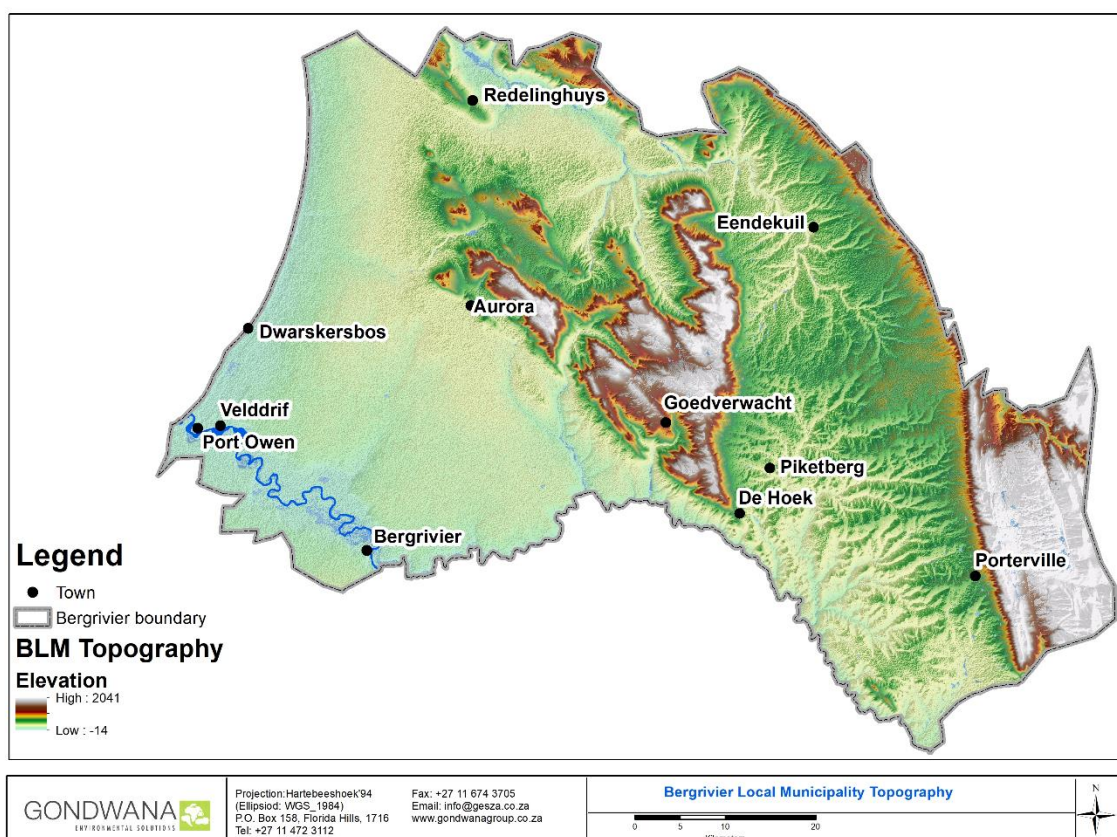 Redelinghuys
Eendekuil
Aurora
Dwarskersbos
Goedverwacht
Velddrif
Port Owen
Piketberg
De Hoek
Bergrivier
Porterville
Legend
Town
Bergrivier boundary
BLM Topography
Elevation
High : 2041
Low : -14
GONDWANA
ENVIRONMENTAL SOLUTIONS
Projection:Hartebeeshoek'94
(Ellipsiod: WGS_1984)
P.O. Box 158, Florida Hills, 1716
Tel: +27 11 472 3112
Fax: +27 11 674 3705
Email: info@gesza.co.za
www.gondwanagroup.co.za
Bergrivier Local Municipality Topography
0 5 10 20
N